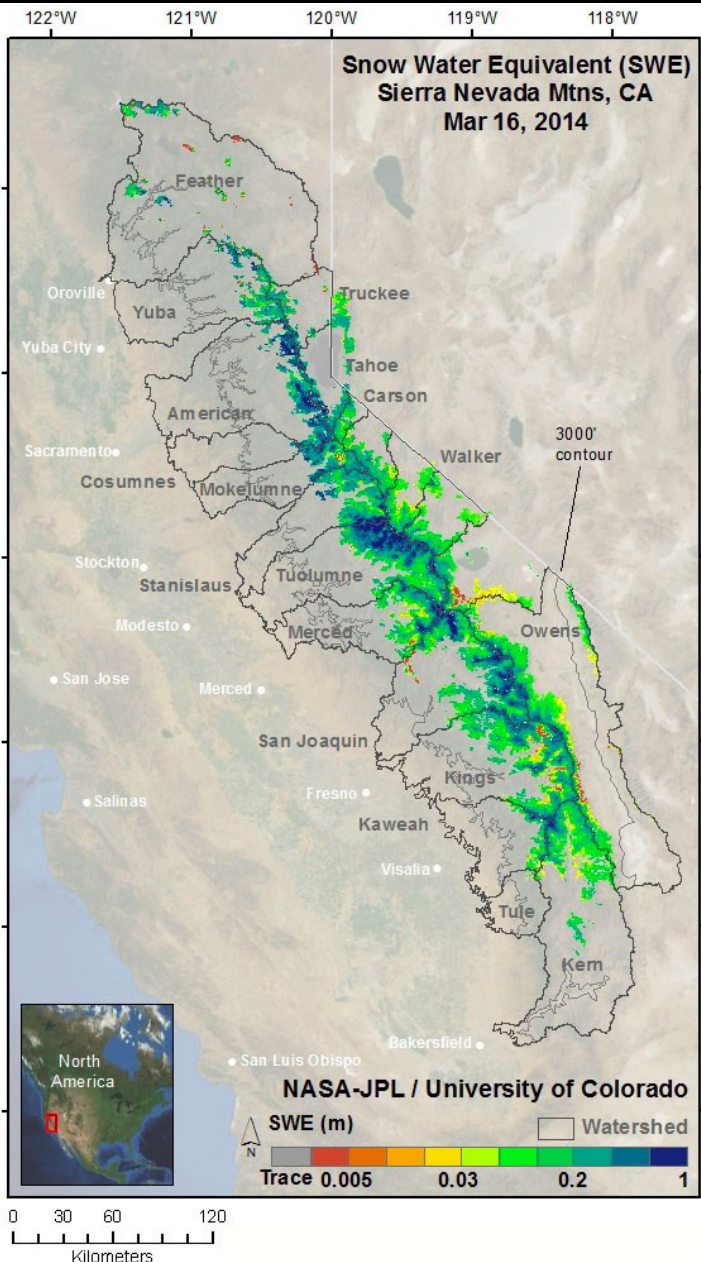 122°W 121°W 120°W 119°W 118°W
Snow Water Equivalent (SWE)
Sierra Nevada Mtns, CA
Mar 16, 2014
Feather
Oroville
Truckee
Yuba
Yuba City
Tahoe
Carson
American
Sacramento
Walker
3000'
contour
Cosumnes
Mokelumne
Stockton
Stanislaus
Tuolumne
Modesto
Merced
Owens
San Jose
Merced
San Joaquin
Kings
Salinas
Fresno
Kaweah
Visalia
Tule
Kern
Bakersfield
North
America
San Luis Obispo
NASA-JPL / University of Colorado
N
SWE (m)
Watershed
Trace 0.005 0.03 0.2 1
0 30 60 120
Kilometers